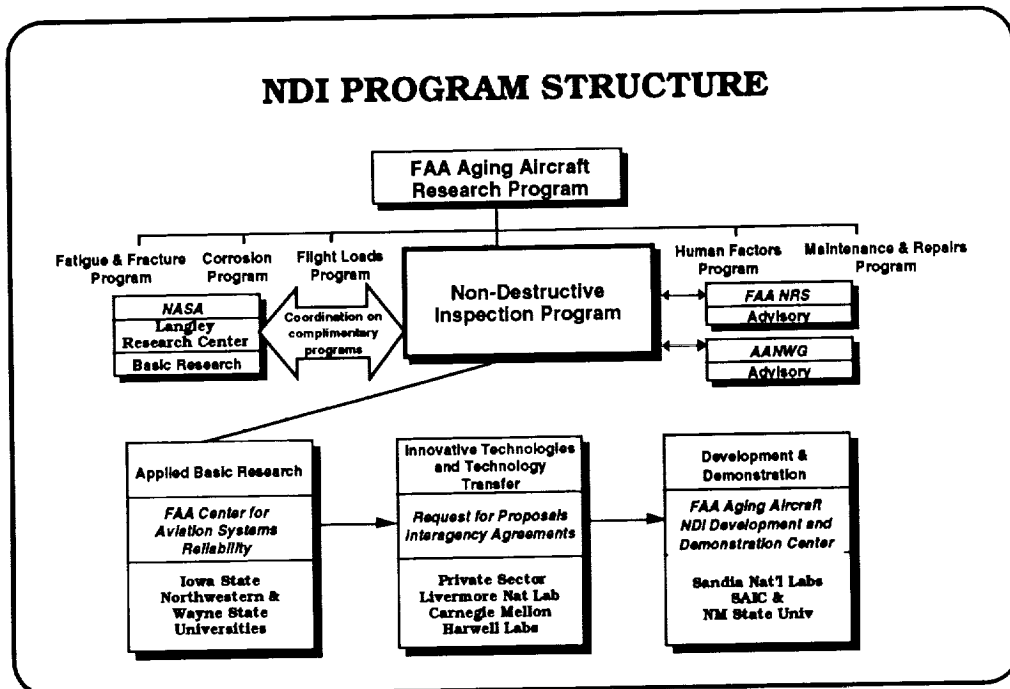 NDI PROGRAM STRUCTURE
FAA Aging Aircraft
Research Program
Fatigue & Fracture
Program
Corrosion
Program
Flight Loads
Program
Human Factors
Program
Maintenance & Repairs
Program
NASA
Langley
Research Center
Basic Research
Coordination on
complimentary
programs
Non-Destructive
Inspection Program
FAA NRS
Advisory
AANWG
Advisory
Applied Basic Research
FAA Center for
Aviation Systems
Reliability
Iowa State
Northwestern &
Wayne State
Universities
Innovative Technologies
and Technology
Transfer
Request for Proposals
Interagency Agreements
Private Sector
Livermore Nat Lab
Carnegie Mellon
Harwell Labs
Development &
Demonstration
FAA Aging Aircraft
NDI Development and
Demonstration Center
Sandia Nat'l Labs
SAIC &
NM State Univ